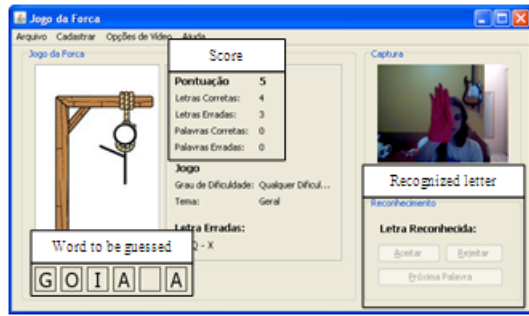 Jogo da Forca
Arquivo Cadastrar Opções de Vídeo Ajuda
Jogo da Forca
Score
Pontuação 5
Letras Corretas: 4
Letras Erradas: 3
Palavras Corretas: 0
Palavras Erradas: 0
Jogo
Grau de Dificuldade: Qualquer Dificul...
Tema: Geral
Letra Erradas:
Q - X
Word to be guessed
G O I A A
Captura
Recognized letter
Reconhecimento
Letra Reconhecida:
Aceitar Rejeitar
Próxima Palavra